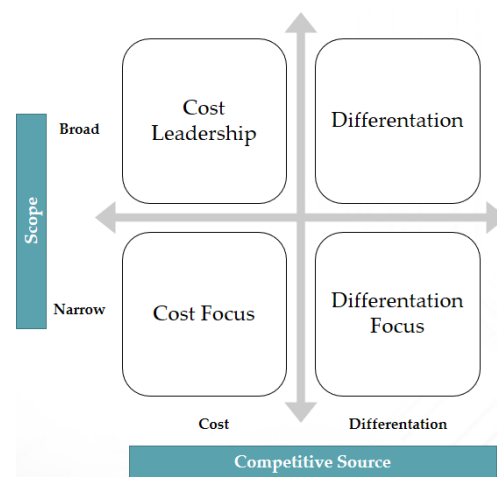 Cost
Leadership
Differentation
Broad
Scope
Narrow
Cost Focus
Differentation
Focus
Cost
Differentation
Competitive Source